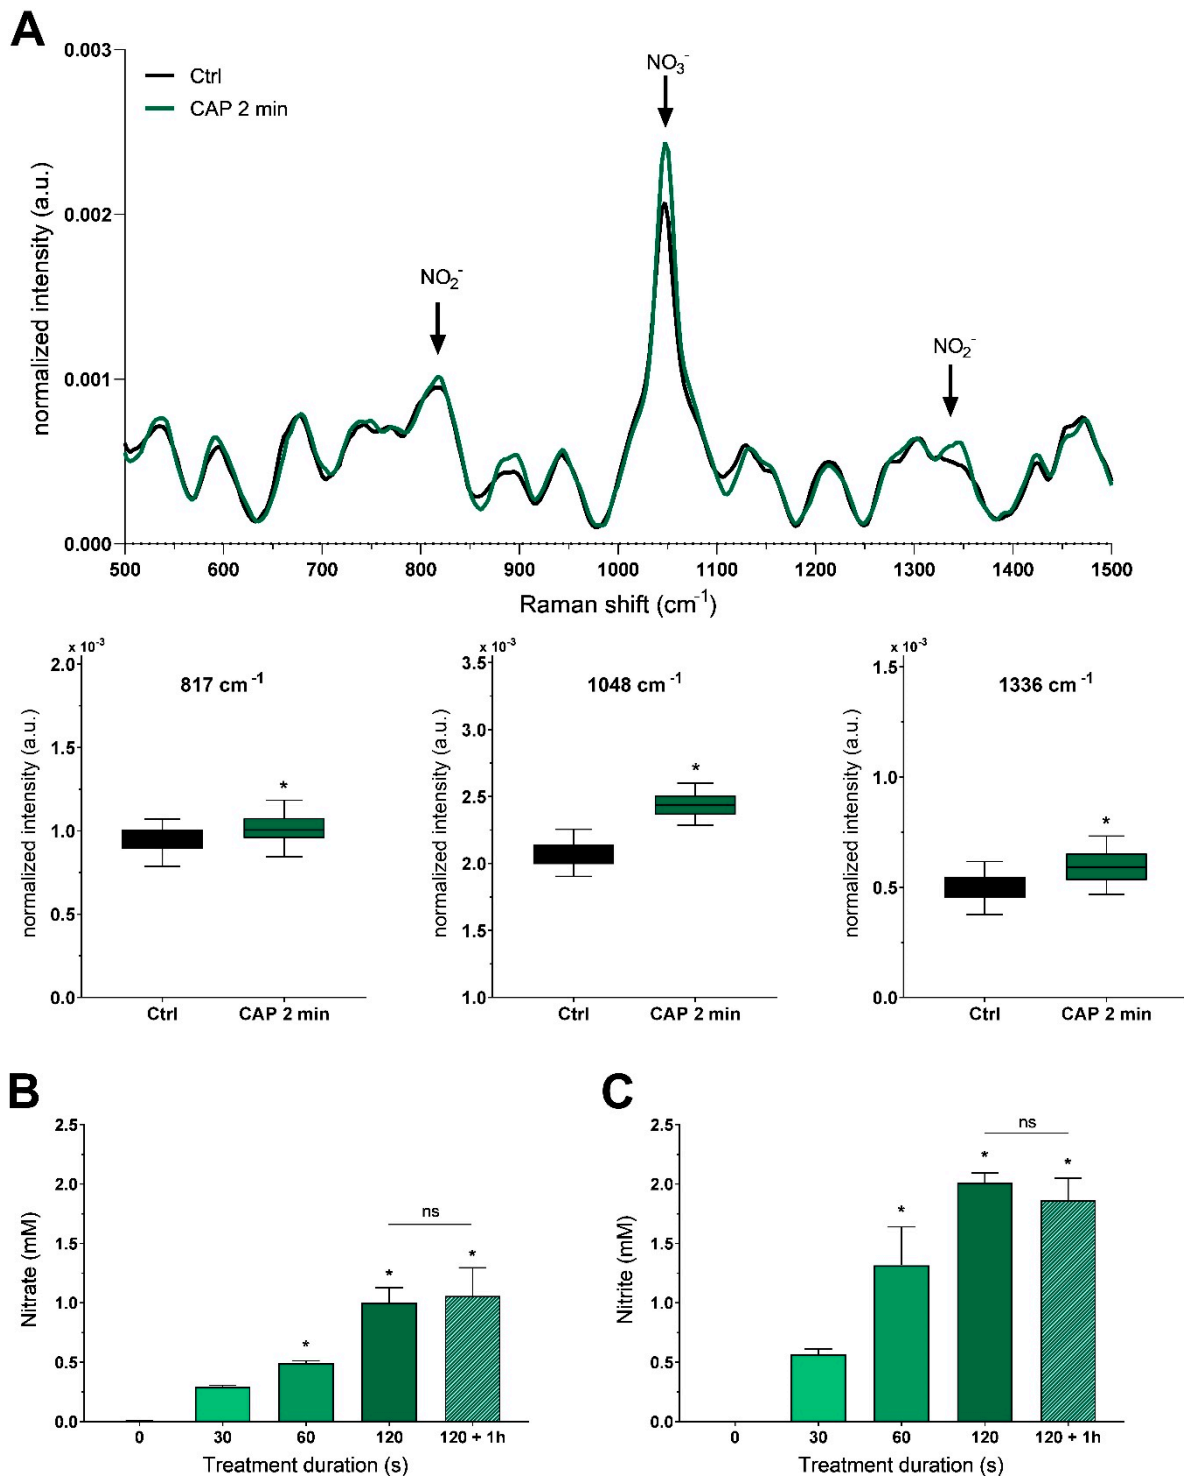 A
0.003
0.002
0.001
0.000
normalized intensity (a.u.)
Ctrl
CAP 2 min
NO₂⁻
NO₃⁻
NO₂⁻
500 600 700 800 900 1000 1100 1200 1300 1400 1500
Raman shift (cm⁻¹)
x 10⁻³
817 cm⁻¹
2.0
1.5
1.0
0.5
0.0
normalized intensity (a.u.)
*
Ctrl CAP 2 min
x 10⁻³
1048 cm⁻¹
3.5
3.0
2.5
2.0
1.5
1.0
normalized intensity (a.u.)
*
Ctrl CAP 2 min
x 10⁻³
1336 cm⁻¹
1.5
1.0
0.5
0.0
normalized intensity (a.u.)
*
Ctrl CAP 2 min
B
2.5
2.0
1.5
1.0
0.5
0.0
Nitrate (mM)
ns
* * *
0 30 60 120 120 + 1h
Treatment duration (s)
C
2.5
2.0
1.5
1.0
0.5
0.0
Nitrite (mM)
ns
* * *
0 30 60 120 120 + 1h
Treatment duration (s)